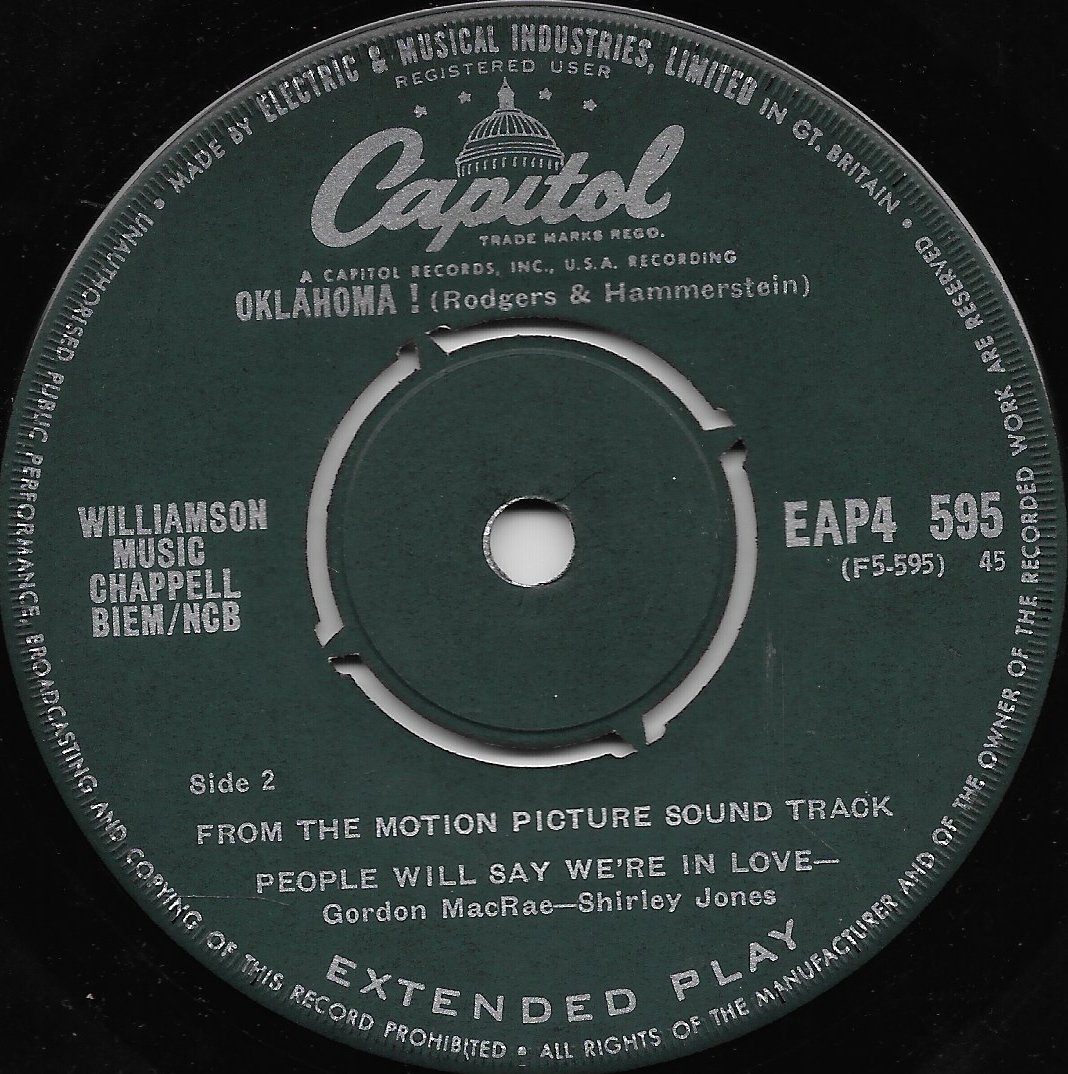 MADE BY ELECTRIC & MUSICAL INDUSTRIES, LIMITED IN GT. BRITAIN •
REGISTERED USER
Capitol
TRADE MARKS REGD.
A CAPITOL RECORDS, INC., U.S.A. RECORDING
OKLAHOMA ! (Rodgers & Hammerstein)
WILLIAMSON
MUSIC
CHAPPELL
BIEM/NCB
EAP4 595
(F5-595) 45
Side 2
FROM THE MOTION PICTURE SOUND TRACK
PEOPLE WILL SAY WE'RE IN LOVE—
Gordon MacRae—Shirley Jones
EXTENDED PLAY
UNAUTHORISED PUBLIC PERFORMANCE, BROADCASTING AND COPYING OF THIS RECORD PROHIBITED • ALL RIGHTS OF THE MANUFACTURER AND OF THE OWNER OF THE RECORDED WORK ARE RESERVED •